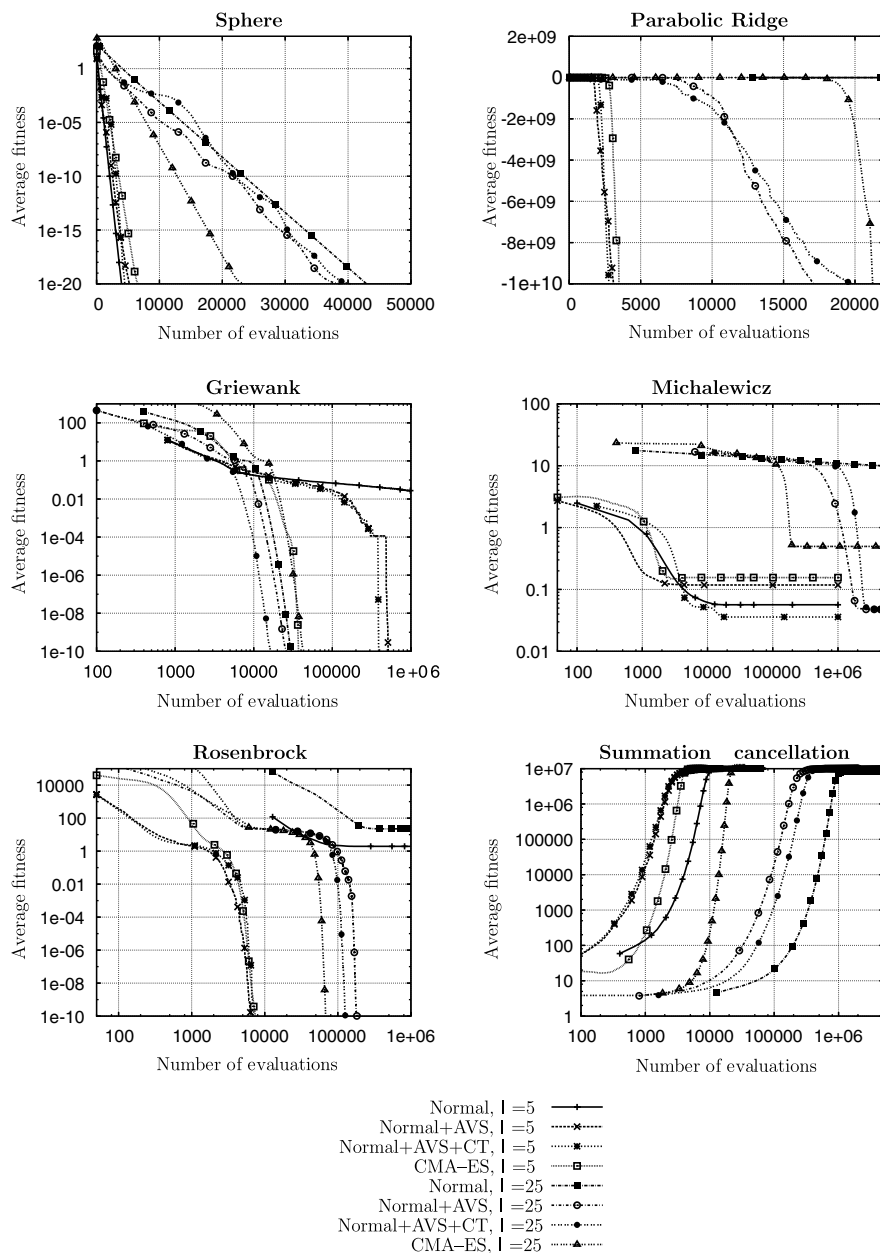 Sphere
1
1e-05
1e-10
1e-15
1e-20
0
10000
20000
30000
40000
50000
Average fitness
Number of evaluations
Parabolic Ridge
2e+09
0
-2e+09
-4e+09
-6e+09
-8e+09
-1e+10
0
5000
10000
15000
20000
Average fitness
Number of evaluations
Griewank
100
1
0.01
1e-04
1e-06
1e-08
1e-10
100
1000
10000
100000
1e+06
Average fitness
Number of evaluations
Michalewicz
100
10
1
0.1
0.01
100
1000
10000
100000
1e+06
Average fitness
Number of evaluations
Rosenbrock
10000
100
1
0.01
1e-04
1e-06
1e-08
1e-10
100
1000
10000
100000
1e+06
Average fitness
Number of evaluations
Summation cancellation
1e+07
1e+06
100000
10000
1000
100
10
1
100
1000
10000
100000
1e+06
Average fitness
Number of evaluations
Normal, l =5
Normal+AVS, l =5
Normal+AVS+CT, l =5
CMA–ES, l =5
Normal, l =25
Normal+AVS, l =25
Normal+AVS+CT, l =25
CMA–ES, l =25